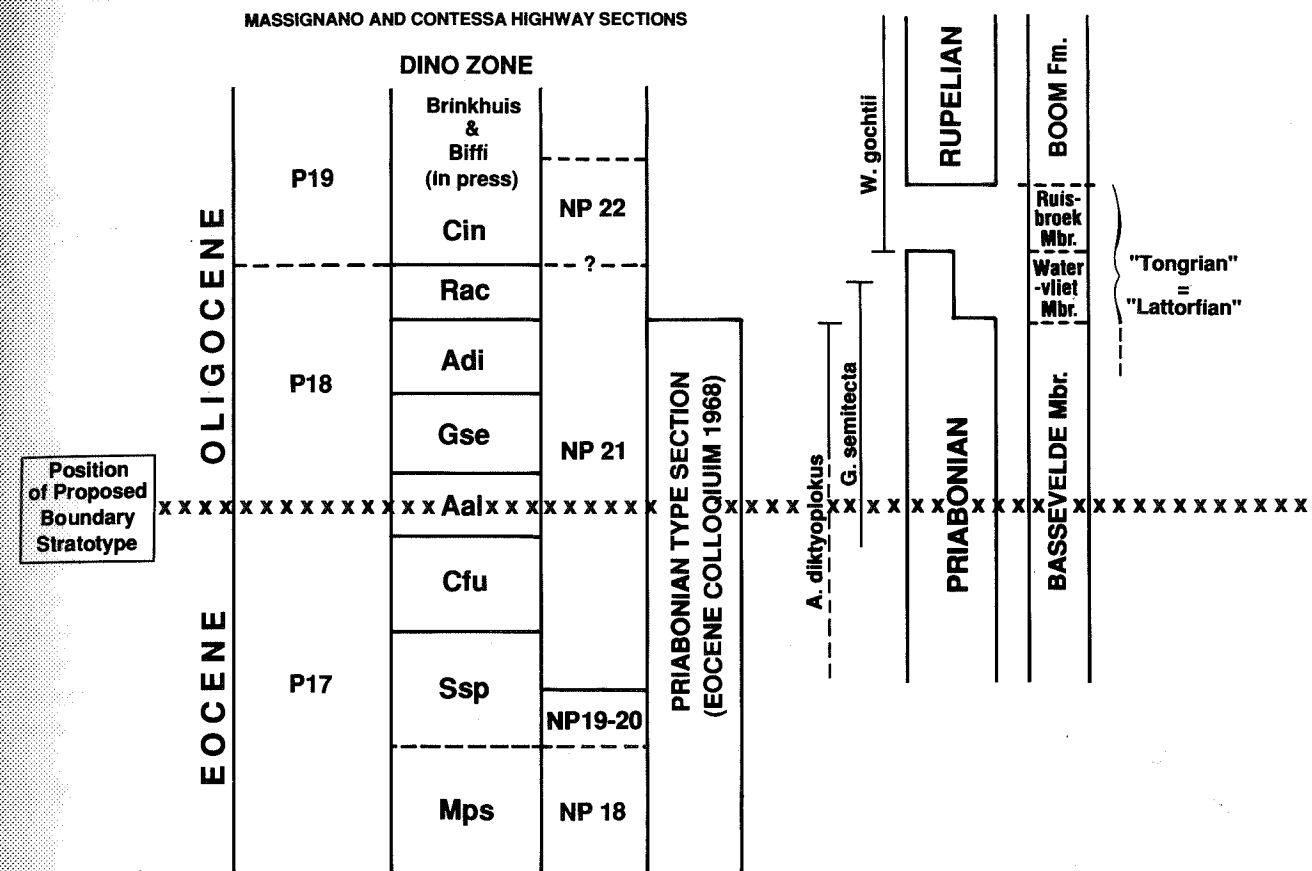 MASSIGNANO AND CONTESSA HIGHWAY SECTIONS
DINO ZONE
Brinkhuis
&
Biffi
(in press)
P19
NP 22
Cin
?
Rac
Adi
P18
Gse
NP 21
OLIGOCENE
Position
of Proposed
Boundary
Stratotype
x x x x x x x x x x x x x x Aal x x x x x x x x x x x x x x x x x x x x x x x x x x x x x x x
Cfu
EOCENE
P17
Ssp
NP19-20
Mps
NP 18
PRIABONIAN TYPE SECTION
(EOCENE COLLOQIUM 1968)
A. diktyoplokus
G. semitecta
W. gochtii
RUPELIAN
PRIABONIAN
BOOM Fm.
Ruis-
broek
Mbr.
Water
-vliet
Mbr.
BASSEVELDE Mbr.
"Tongrian"
=
"Lattorfian"